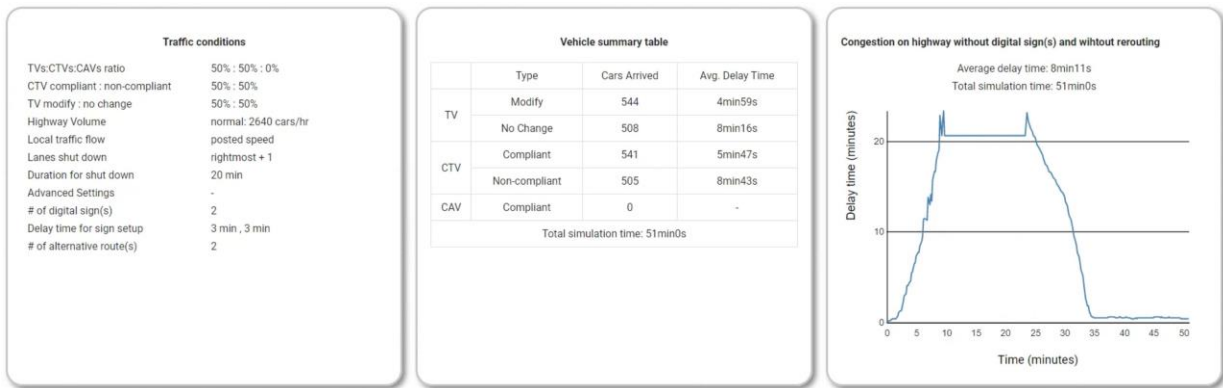 Traffic conditions
TVs:CTVs:CAVs ratio 50% : 50% : 0%
CTV compliant : non-compliant 50% : 50%
TV modify : no change 50% : 50%
Highway Volume normal: 2640 cars/hr
Local traffic flow posted speed
Lanes shut down rightmost + 1
Duration for shut down 20 min
Advanced Settings -
# of digital sign(s) 2
Delay time for sign setup 3 min , 3 min
# of alternative route(s) 2
Vehicle summary table
Type Cars Arrived Avg. Delay Time
TV
Modify 544 4min59s
No Change 508 8min16s
CTV
Compliant 541 5min47s
Non-compliant 505 8min43s
CAV Compliant 0 -
Total simulation time: 51min0s
Congestion on highway without digital sign(s) and wihtout rerouting
Average delay time: 8min11s
Total simulation time: 51min0s
Delay time (minutes)
20
10
0
0 5 10 15 20 25 30 35 40 45 50
Time (minutes)